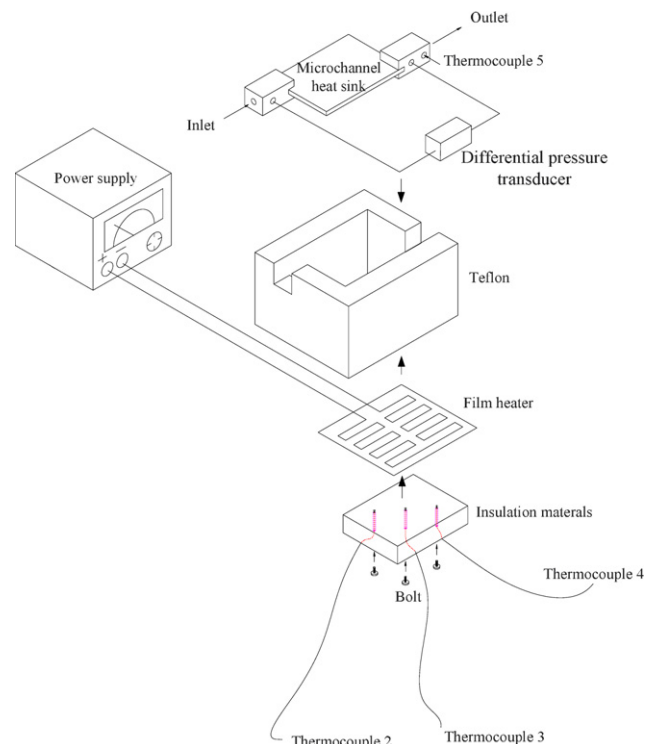 Outlet
Thermocouple 5
Microchannel
heat sink
Inlet
Differential pressure
transducer
Power supply
Teflon
Film heater
Insulation materals
Thermocouple 4
Bolt
Thermocouple 2
Thermocouple 3